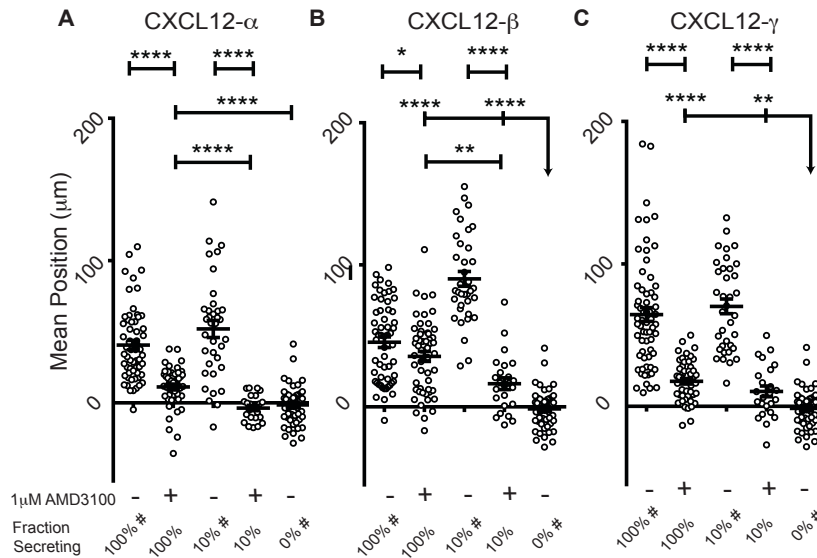 A CXCL12-α B CXCL12-β C CXCL12-γ
**** **** * **** **** ****
**** **** **** **** **
**** **
200 200 200
100 100 100
0 0 0
Mean Position (μm)
1μM AMD3100 - + - + - - + - + - - + - + -
Fraction
Secreting
100% # 100% 10% # 10% 0% # 100% # 100% 10% # 10% 0% # 100% # 100% 10% # 10% 0% #